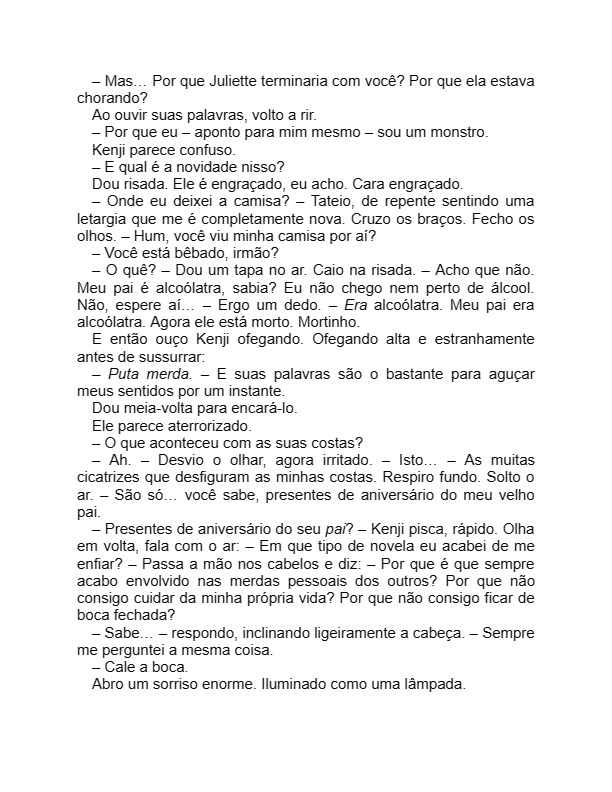 – Mas… Por que Juliette terminaria com você? Por que ela estava
chorando?
Ao ouvir suas palavras, volto a rir.
– Por que eu – aponto para mim mesmo – sou um monstro.
Kenji parece confuso.
– E qual é a novidade nisso?
Dou risada. Ele é engraçado, eu acho. Cara engraçado.
– Onde eu deixei a camisa? – Tateio, de repente sentindo uma
letargia que me é completamente nova. Cruzo os braços. Fecho os
olhos. – Hum, você viu minha camisa por aí?
– Você está bêbado, irmão?
– O quê? – Dou um tapa no ar. Caio na risada. – Acho que não.
Meu pai é alcoólatra, sabia? Eu não chego nem perto de álcool.
Não, espere aí… – Ergo um dedo. – Era alcoólatra. Meu pai era
alcoólatra. Agora ele está morto. Mortinho.
E então ouço Kenji ofegando. Ofegando alta e estranhamente
antes de sussurrar:
– Puta merda. – E suas palavras são o bastante para aguçar
meus sentidos por um instante.
Dou meia-volta para encará-lo.
Ele parece aterrorizado.
– O que aconteceu com as suas costas?
– Ah. – Desvio o olhar, agora irritado. – Isto… – As muitas
cicatrizes que desfiguram as minhas costas. Respiro fundo. Solto o
ar. – São só… você sabe, presentes de aniversário do meu velho
pai.
– Presentes de aniversário do seu pai? – Kenji pisca, rápido. Olha
em volta, fala com o ar: – Em que tipo de novela eu acabei de me
enfiar? – Passa a mão nos cabelos e diz: – Por que é que sempre
acabo envolvido nas merdas pessoais dos outros? Por que não
consigo cuidar da minha própria vida? Por que não consigo ficar de
boca fechada?
– Sabe… – respondo, inclinando ligeiramente a cabeça. – Sempre
me perguntei a mesma coisa.
– Cale a boca.
Abro um sorriso enorme. Iluminado como uma lâmpada.